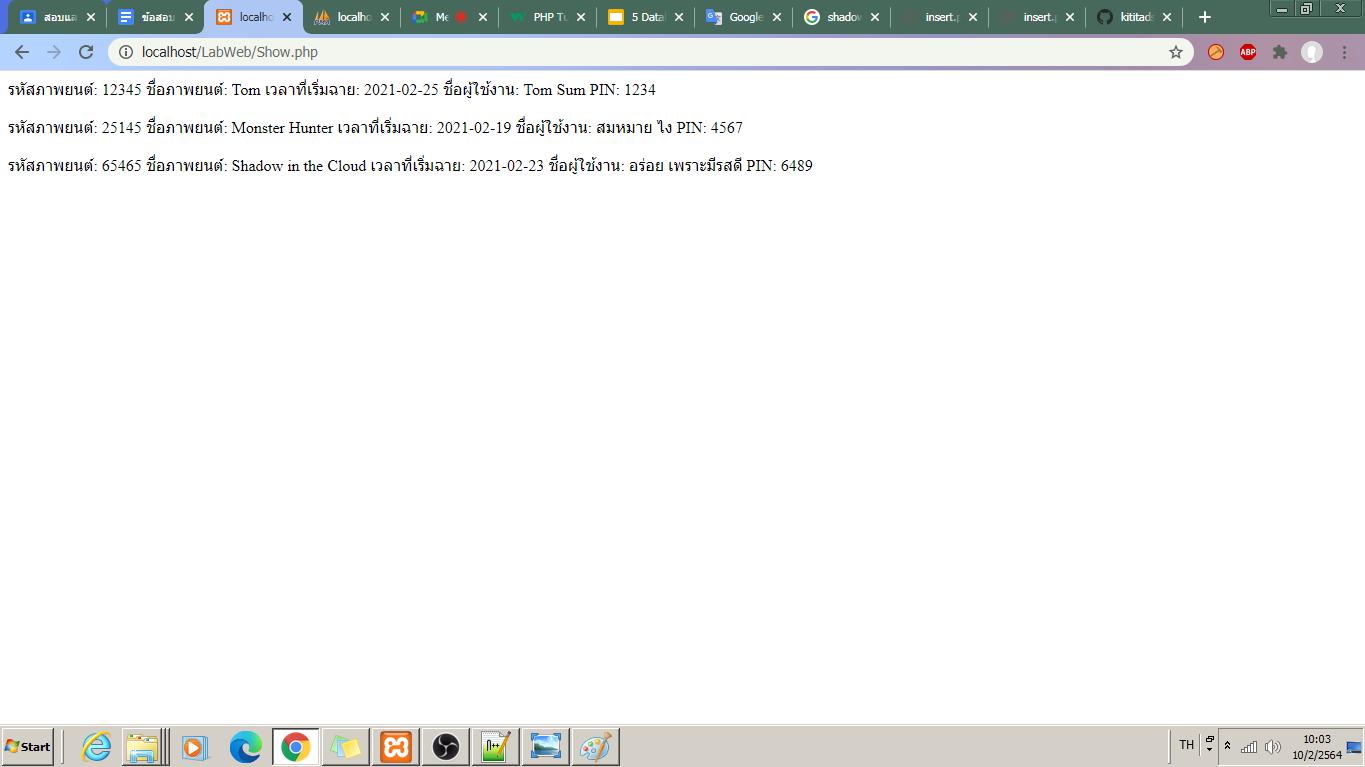 สอบแล
ข้อสอบ
localho
localho
Me
PHP Tu
5 Datal
Google
shadow
insert.p
insert.p
kititad
localhost/LabWeb/Show.php
ABP
รหัสภาพยนต์: 12345 ชื่อภาพยนต์: Tom เวลาที่เริ่มฉาย: 2021-02-25 ชื่อผู้ใช้งาน: Tom Sum PIN: 1234
รหัสภาพยนต์: 25145 ชื่อภาพยนต์: Monster Hunter เวลาที่เริ่มฉาย: 2021-02-19 ชื่อผู้ใช้งาน: สมหมาย ไง PIN: 4567
รหัสภาพยนต์: 65465 ชื่อภาพยนต์: Shadow in the Cloud เวลาที่เริ่มฉาย: 2021-02-23 ชื่อผู้ใช้งาน: อร่อย เพราะมีรสดี PIN: 6489
Start
TH
10:03
10/2/2564